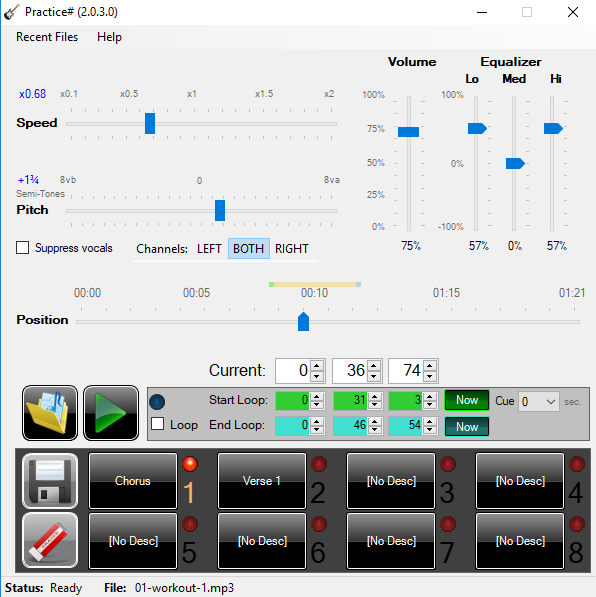 Practice# (2.0.3.0)
Recent Files Help
Volume Equalizer
Lo Med Hi
x0.68 x0.1 x0.5 x1 x1.5 x2
Speed
100% 75% 50% 25% 0%
100% 0% -100%
+1¾ 8vb 0 8va
Semi-Tones
Pitch
75% 57% 0% 57%
Suppress vocals Channels: LEFT BOTH RIGHT
00:00 00:05 00:10 01:15 01:21
Position
Current: 0 36 74
Start Loop: 0 31 3 Now Cue 0 sec.
Loop End Loop: 0 46 54 Now
Chorus 1 Verse 1 2 [No Desc] 3 [No Desc] 4
[No Desc] 5 [No Desc] 6 [No Desc] 7 [No Desc] 8
Status: Ready File: 01-workout-1.mp3